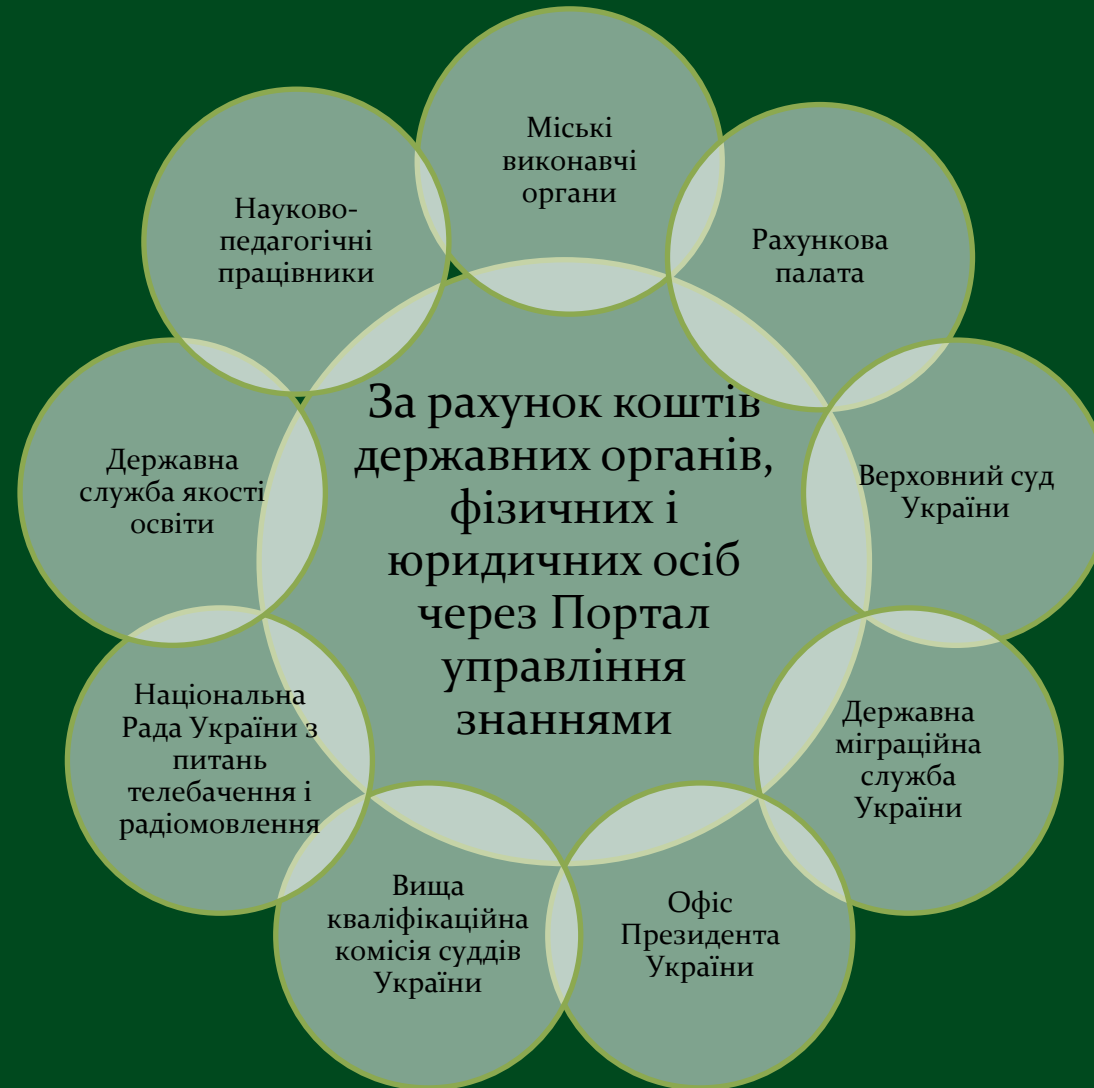 Міські
виконавчі
органи
Рахункова
палата
Верховний суд
України
Державна
міграційна
служба
України
Офіс
Президента
України
Вища
кваліфікаційна
комісія суддів
України
Національна
Рада України з
питань
телебачення і
радіомовлення
Державна
служба якості
освіти
Науково-
педагогічні
працівники
За рахунок коштів
державних органів,
фізичних і
юридичних осіб
через Портал
управління
знаннями